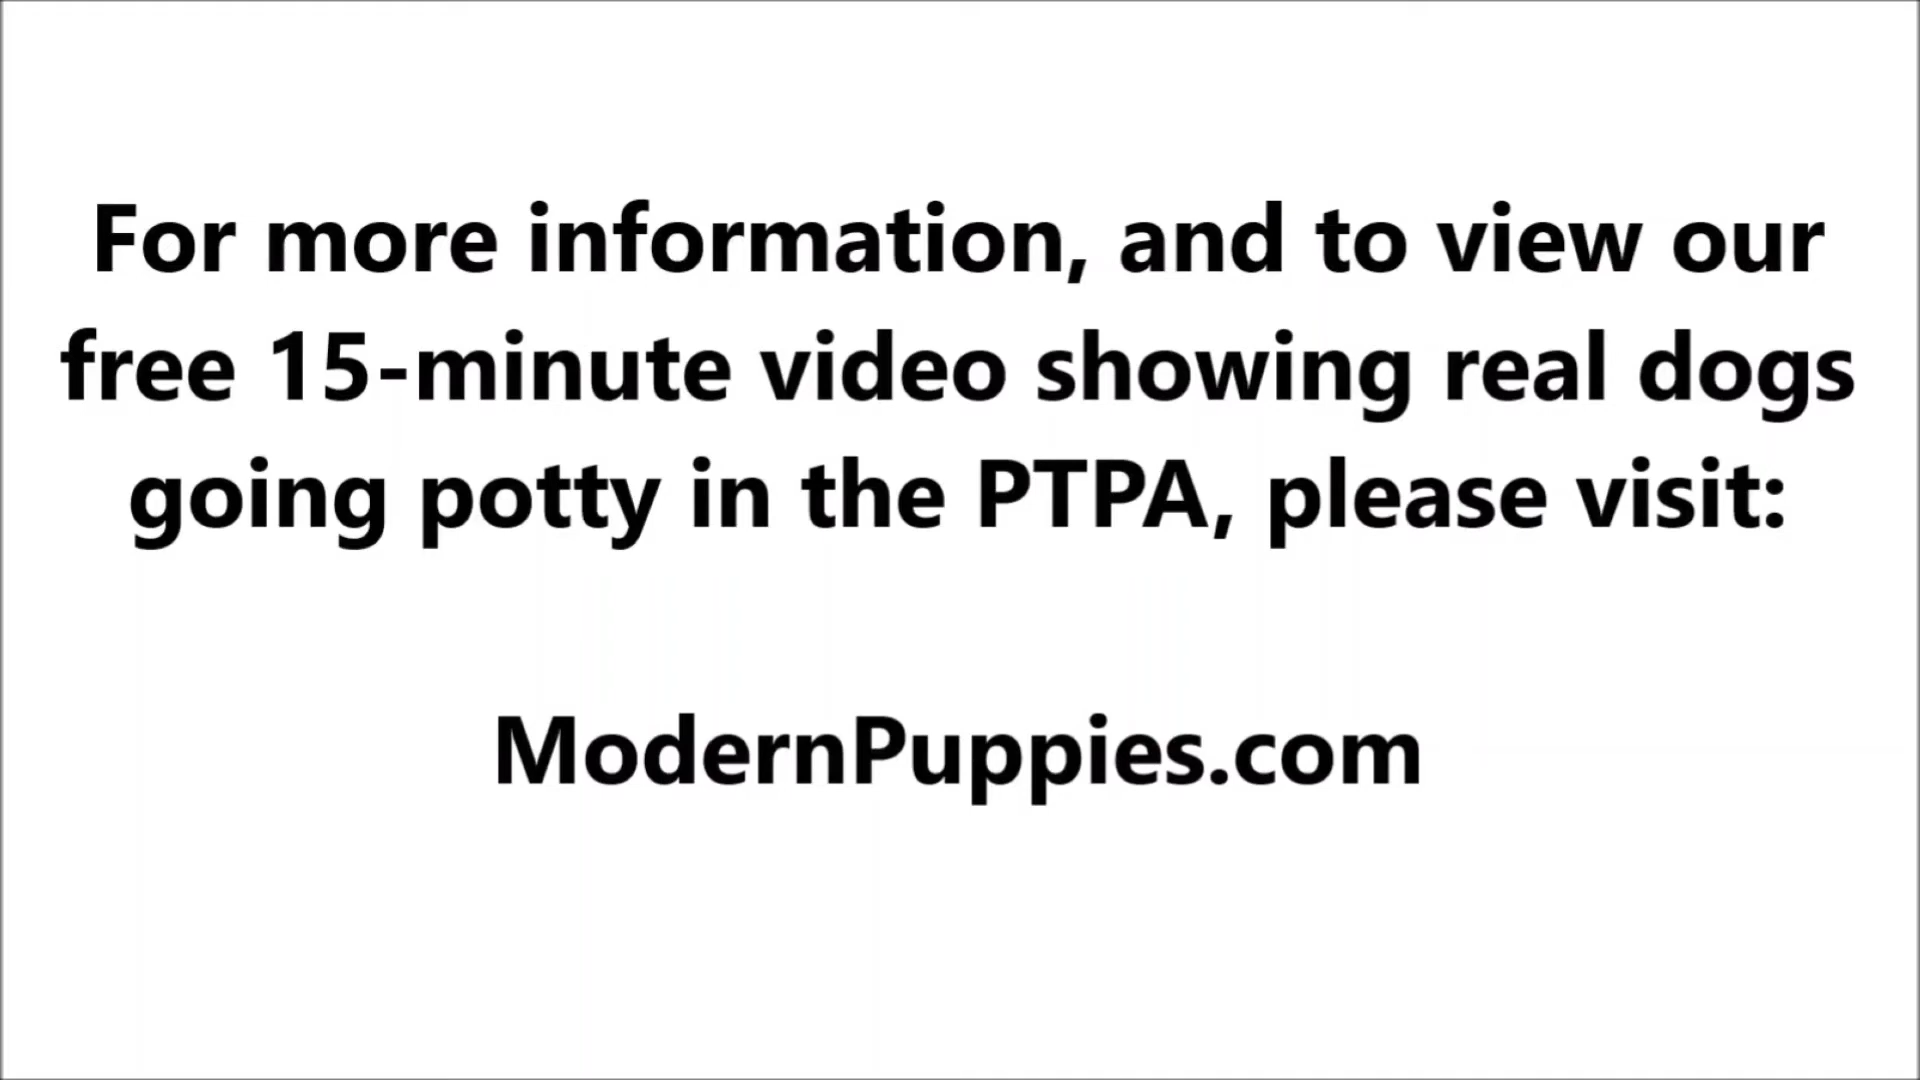 For more information, and to view our
free 15-minute video showing real dogs
going potty in the PTPA, please visit:
ModernPuppies.com